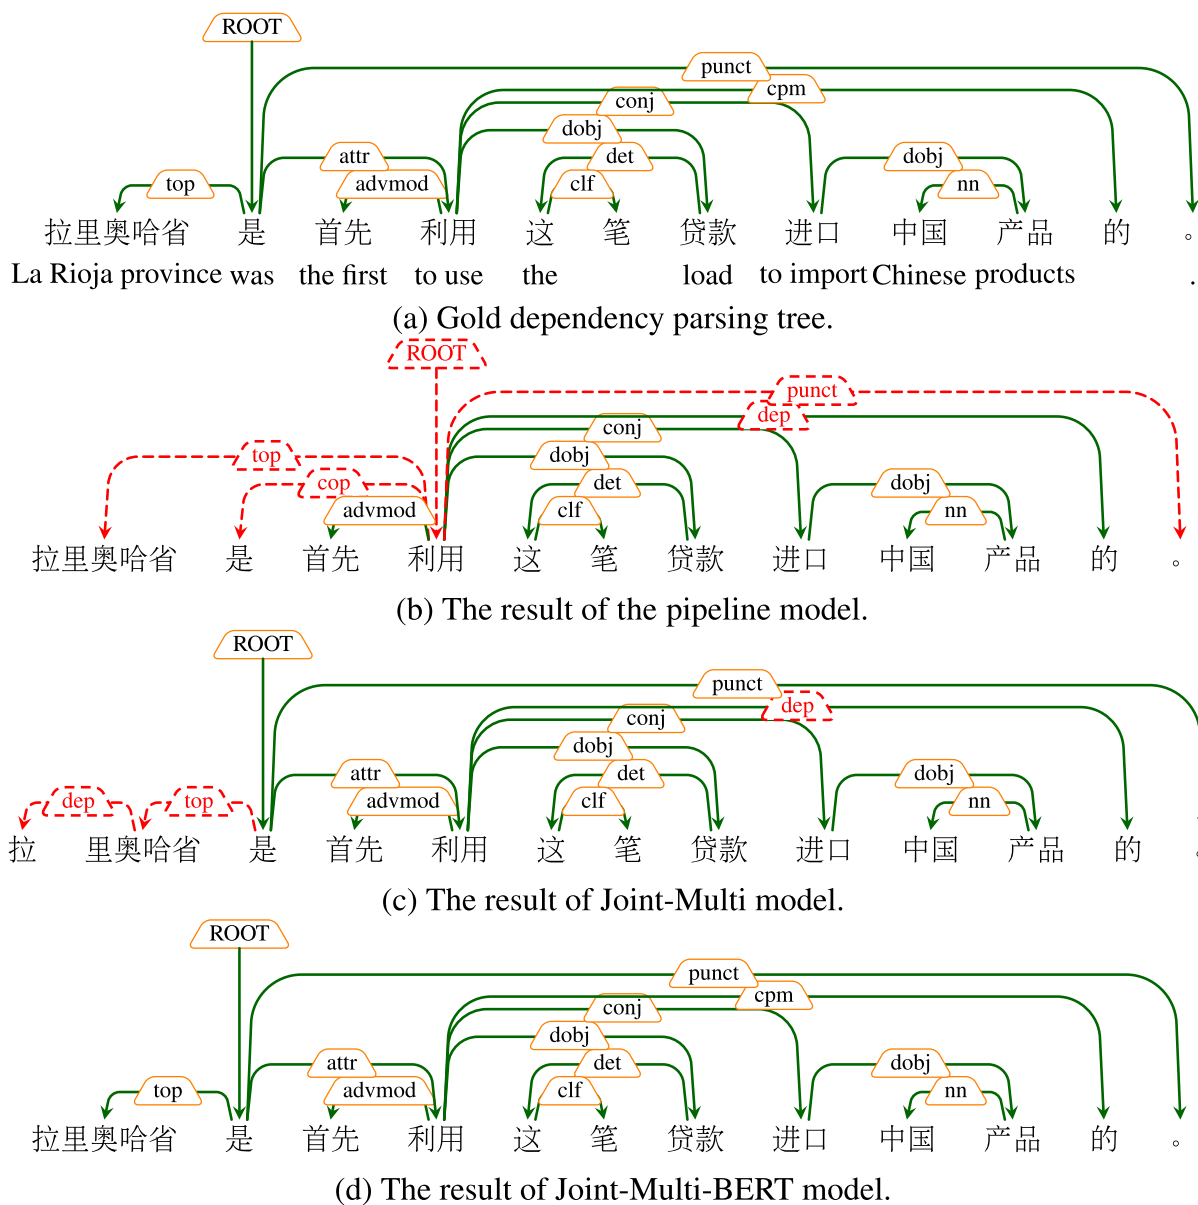 ROOT
punct
cpm
conj
dobj
attr
det
dobj
top
advmod
clf
nn
拉里奥哈省 是 首先 利用 这 笔 贷款 进口 中国 产品 的 。
La Rioja province was the first to use the load to import Chinese products .
(a) Gold dependency parsing tree.
ROOT
punct
dep
conj
top
dobj
cop
det
dobj
advmod
clf
nn
拉里奥哈省 是 首先 利用 这 笔 贷款 进口 中国 产品 的 。
(b) The result of the pipeline model.
ROOT
punct
dep
conj
dobj
attr
det
dobj
dep
top
advmod
clf
nn
拉 里奥哈省 是 首先 利用 这 笔 贷款 进口 中国 产品 的 。
(c) The result of Joint-Multi model.
ROOT
punct
cpm
conj
dobj
attr
det
dobj
top
advmod
clf
nn
拉里奥哈省 是 首先 利用 这 笔 贷款 进口 中国 产品 的 。
(d) The result of Joint-Multi-BERT model.